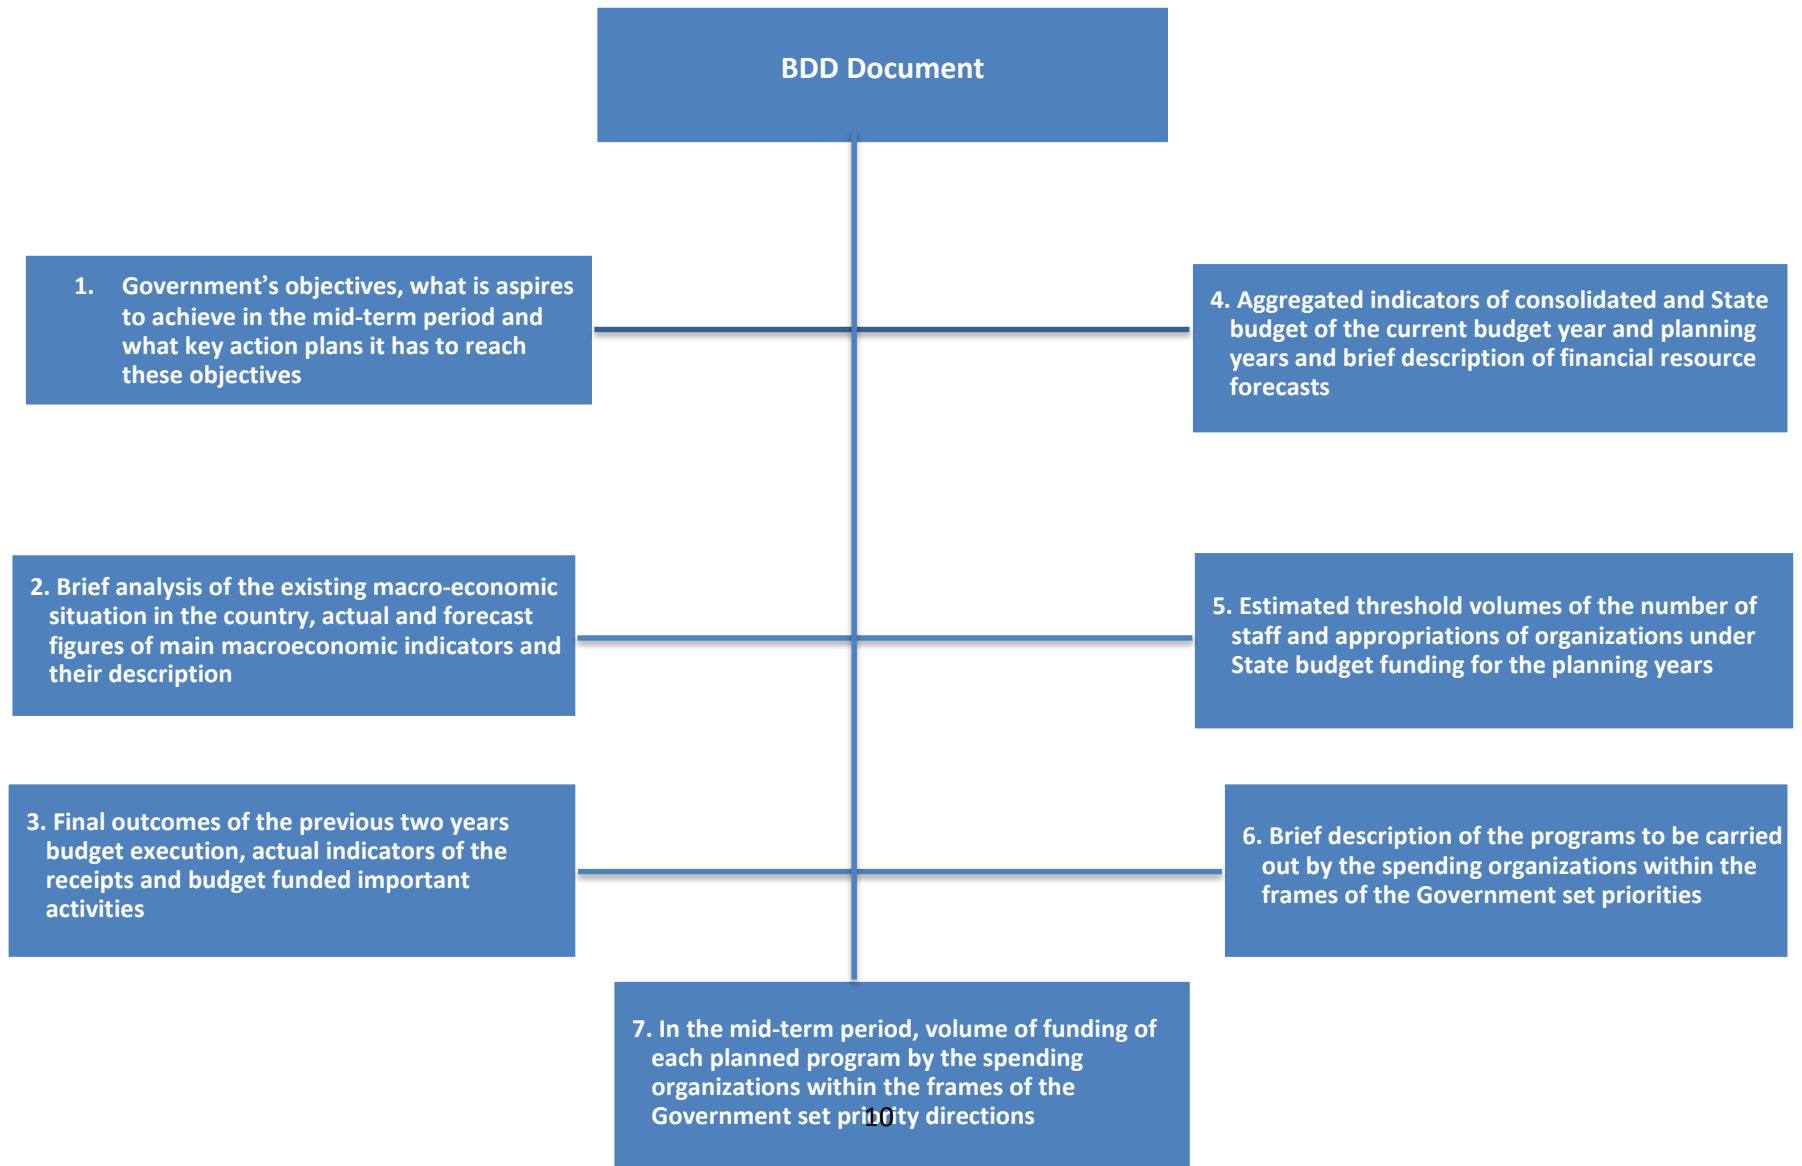 BDD Document
1. Government’s objectives, what is aspires
to achieve in the mid-term period and
what key action plans it has to reach
these objectives
2. Brief analysis of the existing macro-economic
situation in the country, actual and forecast
figures of main macroeconomic indicators and
their description
3. Final outcomes of the previous two years
budget execution, actual indicators of the
receipts and budget funded important
activities
4. Aggregated indicators of consolidated and State
budget of the current budget year and planning
years and brief description of financial resource
forecasts
5. Estimated threshold volumes of the number of
staff and appropriations of organizations under
State budget funding for the planning years
6. Brief description of the programs to be carried
out by the spending organizations within the
frames of the Government set priorities
7. In the mid-term period, volume of funding of
each planned program by the spending
organizations within the frames of the
Government set priority directions
10